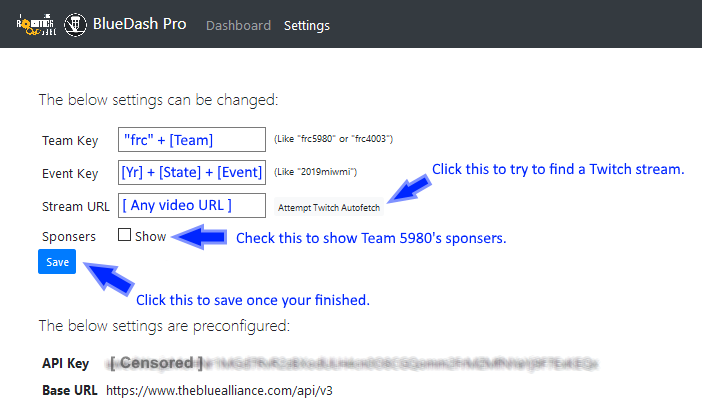 BlueDash Pro Dashboard Settings
The below settings can be changed:
Team Key "frc" + [Team] (Like "frc5980" or "frc4003")
Event Key [Yr] + [State] + [Event] (Like "2019miwmi")
Click this to try to find a Twitch stream.
Stream URL [ Any video URL ] Attempt Twitch Autofetch
Sponsers Show Check this to show Team 5980's sponsers.
Save
Click this to save once your finished.
The below settings are preconfigured:
API Key [ Censored ]
Base URL https://www.thebluealliance.com/api/v3